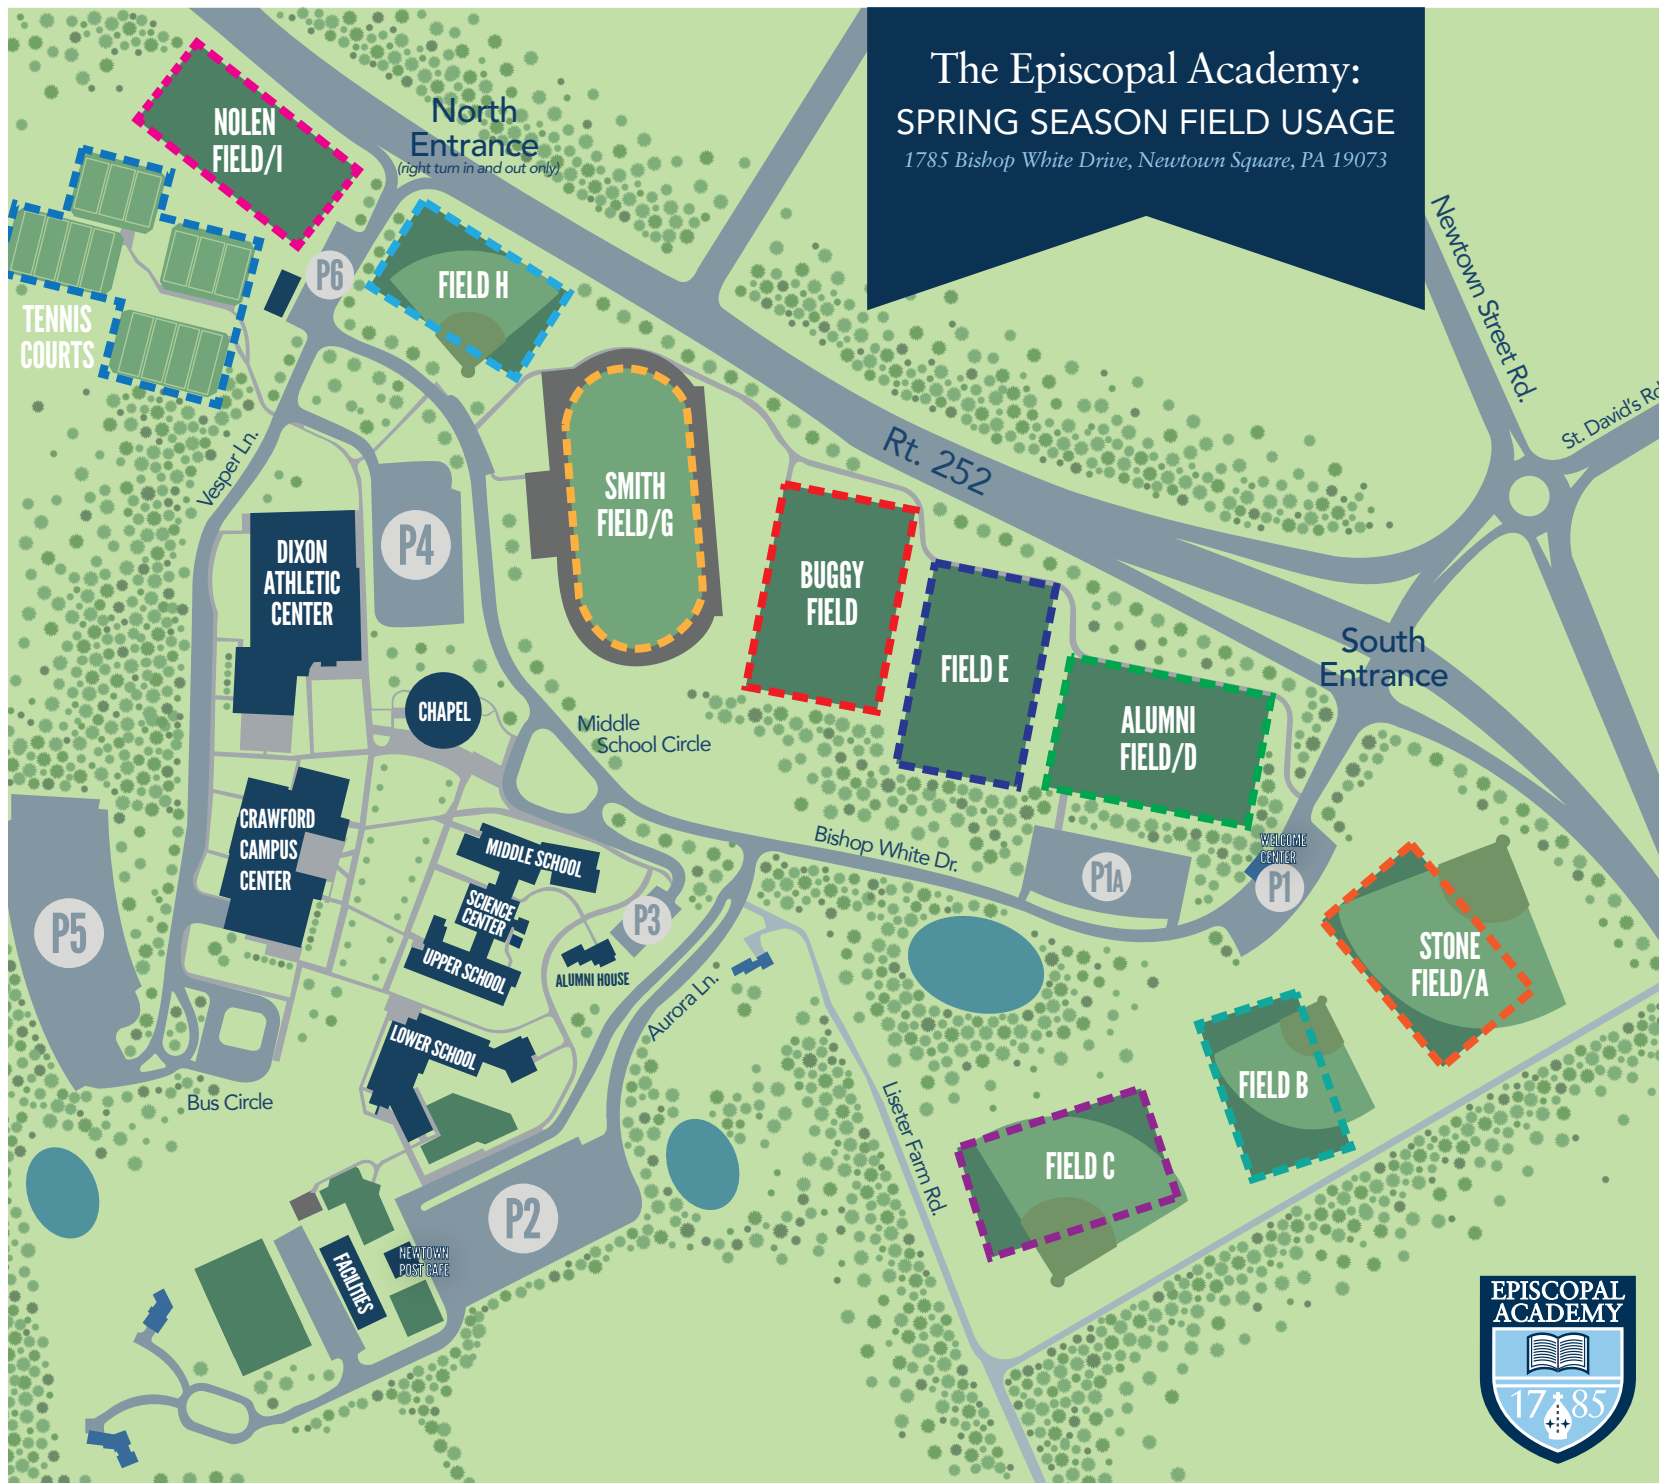 The Episcopal Academy:
SPRING SEASON FIELD USAGE
1785 Bishop White Drive, Newtown Square, PA 19073
North
Entrance
(right turn in and out only)
NOLEN
FIELD/I
P6
FIELD H
TENNIS
COURTS
Vesper Ln.
Newtown Street Rd.
St. David's Rd
Rt. 252
SMITH
FIELD/G
P4
DIXON
ATHLETIC
CENTER
BUGGY
FIELD
FIELD E
South
Entrance
ALUMNI
FIELD/D
CHAPEL
Middle
School Circle
CRAWFORD
CAMPUS
CENTER
MIDDLE SCHOOL
SCIENCE
CENTER
UPPER SCHOOL
Bishop White Dr.
WELCOME
CENTER
P1
P1A
P3
P5
ALUMNI HOUSE
Aurora Ln.
STONE
FIELD/A
LOWER SCHOOL
Bus Circle
FIELD B
Liseter Farm Rd.
FIELD C
P2
FACILITIES
NEWTOWN
POST CAFE
EPISCOPAL
ACADEMY
17 85